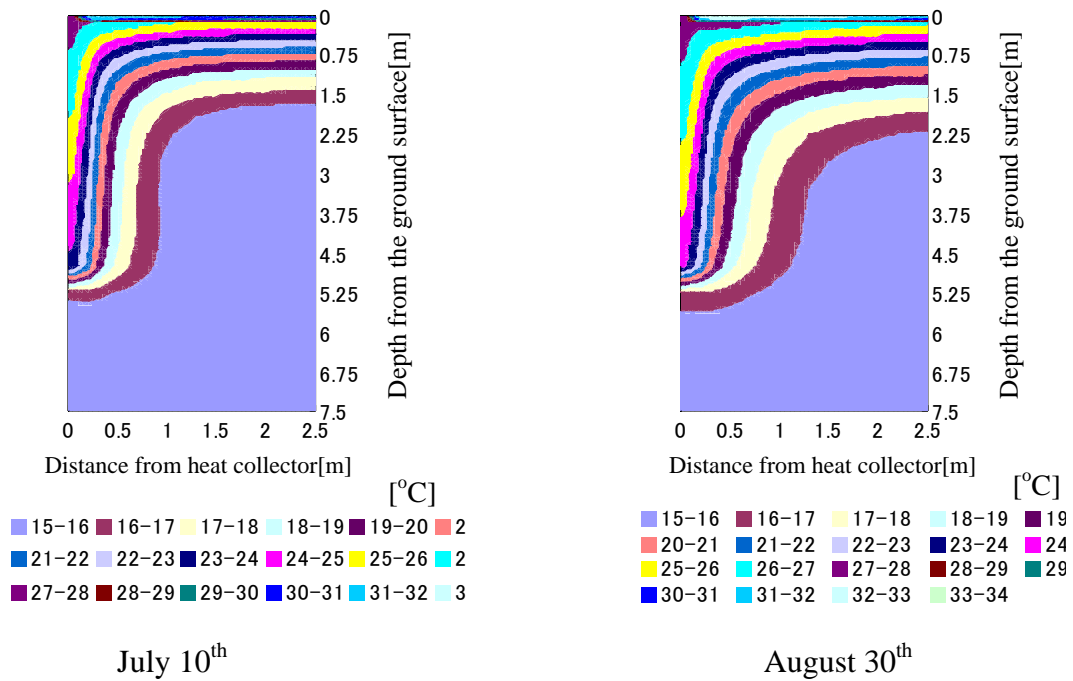 0
0.75
1.5
2.25
3
3.75
4.5
5.25
6
6.75
7.5
Depth from the ground surface[m]
0 0.5 1 1.5 2 2.5
Distance from heat collector[m]
[°C]
15-16 16-17 17-18 18-19 19-20 2
21-22 22-23 23-24 24-25 25-26 2
27-28 28-29 29-30 30-31 31-32 3
July 10th
0
0.75
1.5
2.25
3
3.75
4.5
5.25
6
6.75
7.5
Depth from the ground surface[m]
0 0.5 1 1.5 2 2.5
Distance from heat collector[m]
[°C]
15-16 16-17 17-18 18-19 19
20-21 21-22 22-23 23-24 24
25-26 26-27 27-28 28-29 29
30-31 31-32 32-33 33-34
August 30th